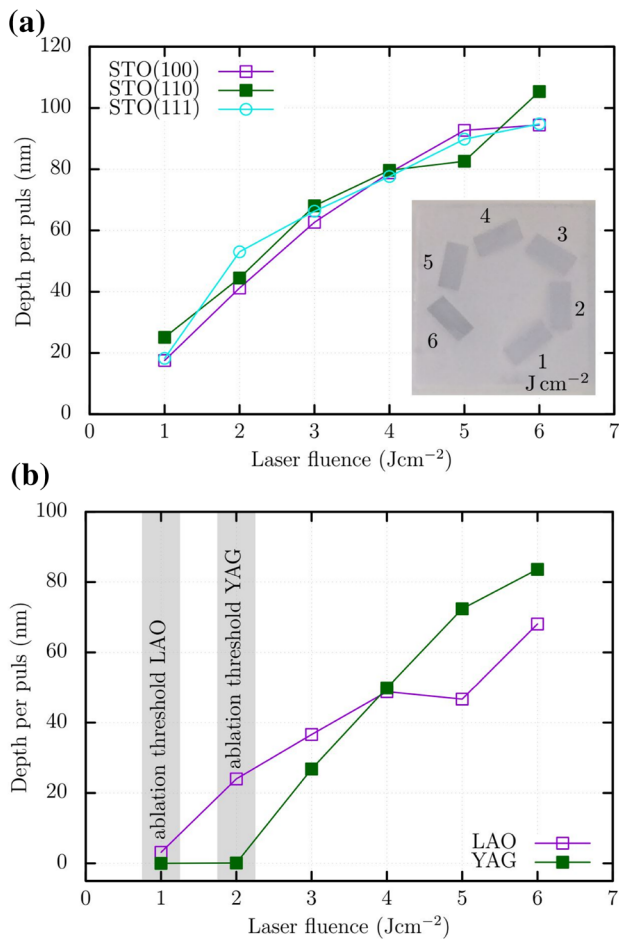 (a)
STO(100)
STO(110)
STO(111)
120
100
80
60
40
20
0
Depth per puls (nm)
4
3
5
2
6
1
J cm⁻²
0 1 2 3 4 5 6 7
Laser fluence (Jcm⁻²)
(b)
100
80
60
40
20
0
Depth per puls (nm)
ablation threshold LAO
ablation threshold YAG
LAO
YAG
0 1 2 3 4 5 6 7
Laser fluence (Jcm⁻²)